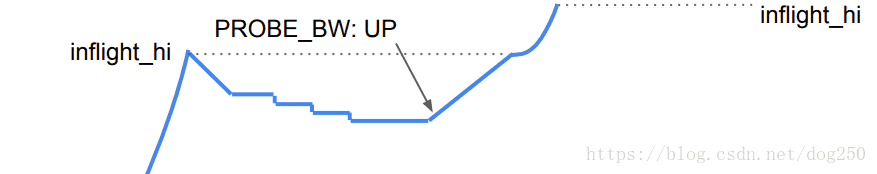 inflight_hi
PROBE_BW: UP
inflight_hi
https://blog.csdn.net/dog250